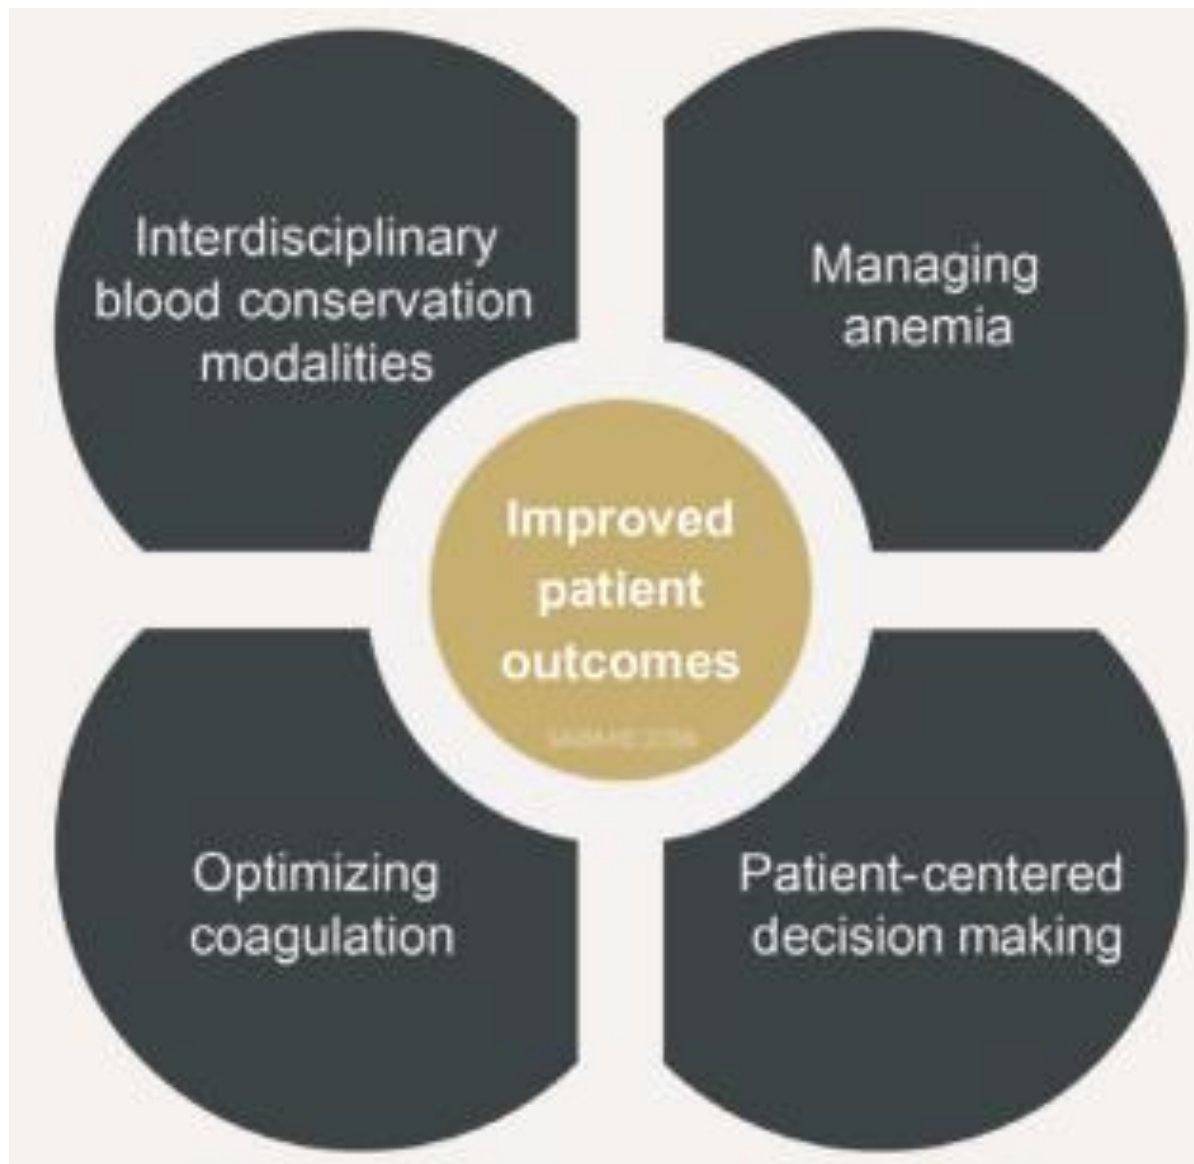 Interdisciplinary
blood conservation
modalities
Managing
anemia
Improved
patient
outcomes
Optimizing
coagulation
Patient-centered
decision making